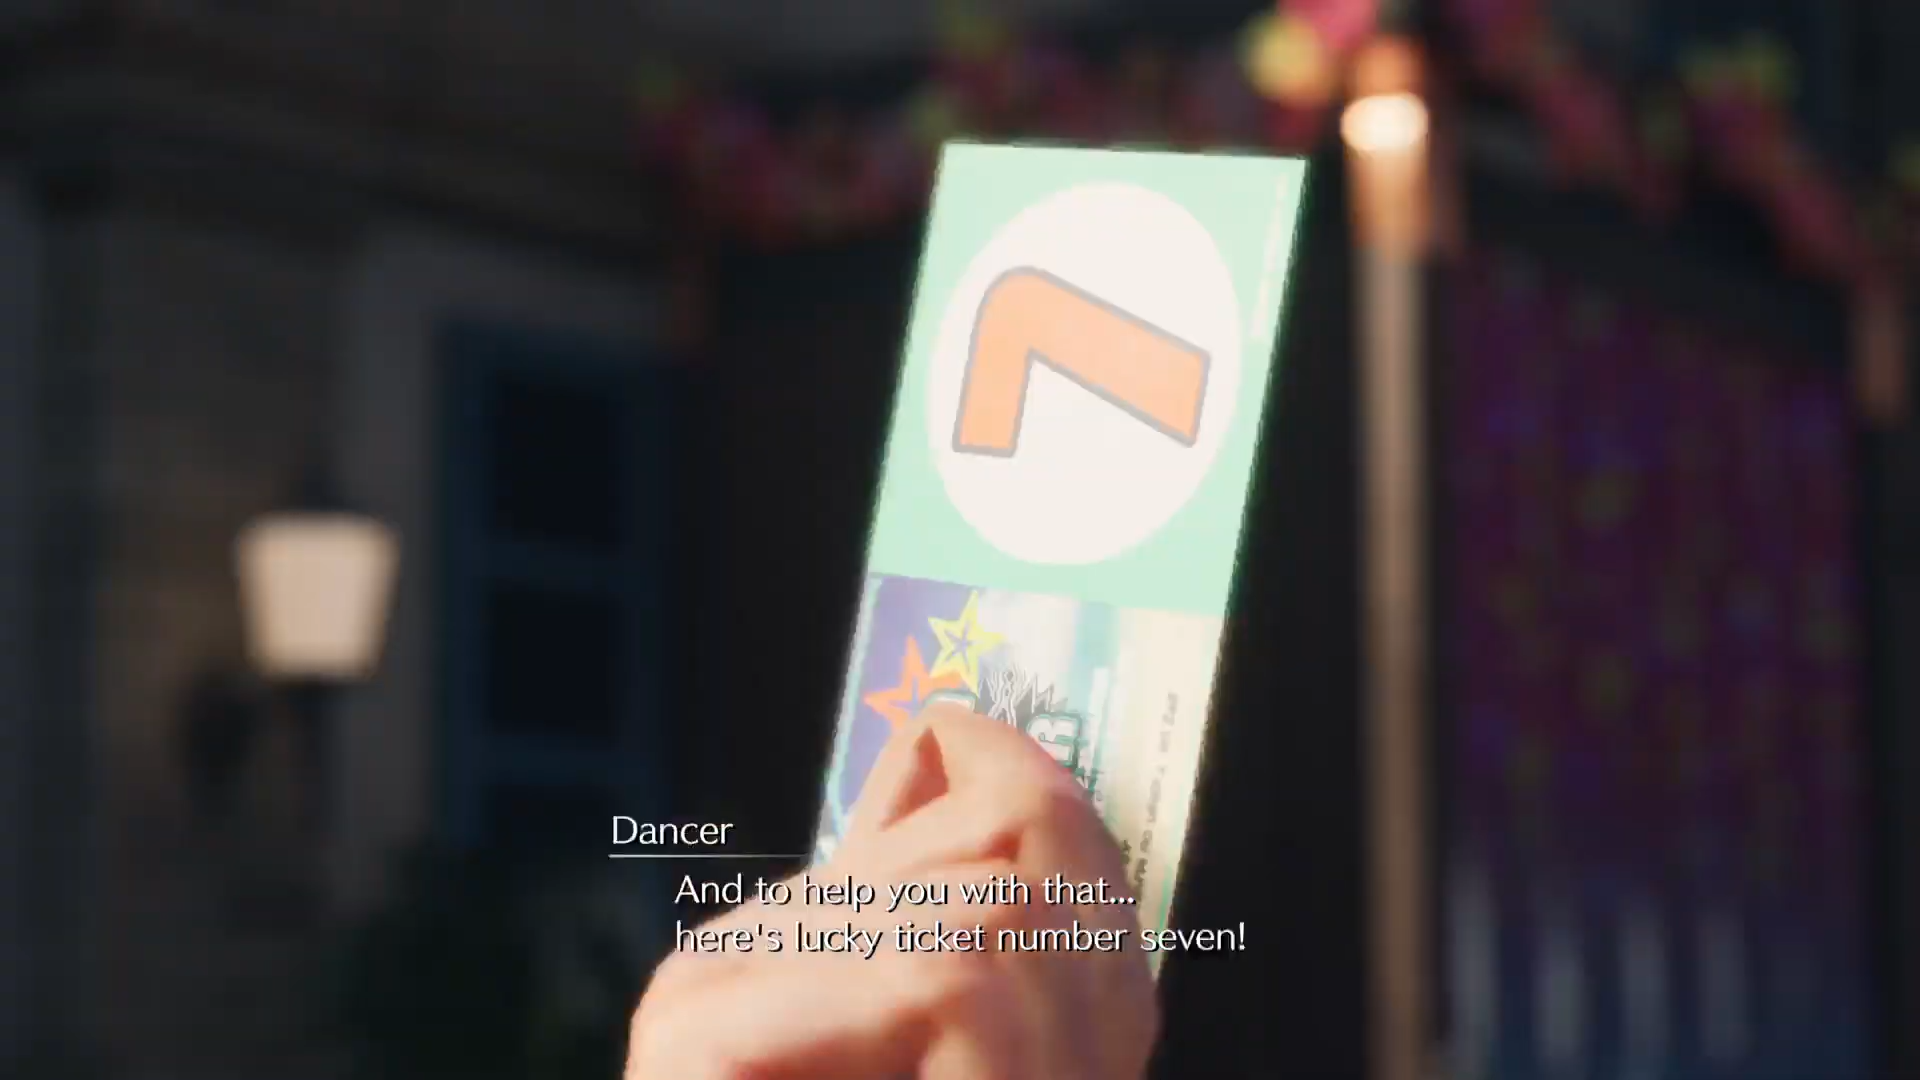 7
Dancer
And to help you with that...
here's lucky ticket number seven!